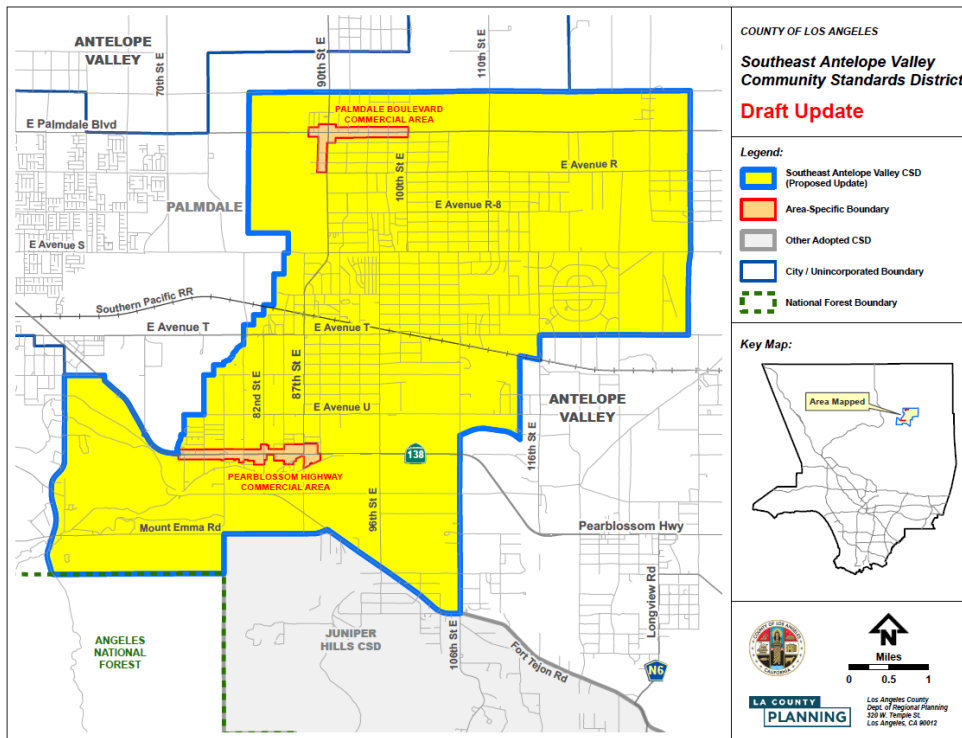 ANTELOPE
VALLEY
70th St E
90th St E
110th St E
E Palmdale Blvd
PALMDALE BOULEVARD
COMMERCIAL AREA
100th St E
E Avenue R
PALMDALE
E Avenue R-8
E Avenue S
Southern Pacific RR
E Avenue T
E Avenue T
82nd St E
87th St E
E Avenue U
ANTELOPE
VALLEY
116th St E
138
PEARBLOSSOM HIGHWAY
COMMERCIAL AREA
96th St E
Mount Emma Rd
Pearblossom Hwy
Longview Rd
ANGELES
NATIONAL
FOREST
JUNIPER
HILLS CSD
106th St E
Fort Tejon Rd
N6
COUNTY OF LOS ANGELES
Southeast Antelope Valley
Community Standards District
Draft Update
Legend:
Southeast Antelope Valley CSD
(Proposed Update)
Area-Specific Boundary
Other Adopted CSD
City / Unincorporated Boundary
National Forest Boundary
Key Map:
Area Mapped
COUNTY OF LOS ANGELES
CALIFORNIA
N
Miles
0 0.5 1
LA COUNTY
PLANNING
Los Angeles County
Dept. of Regional Planning
320 W. Temple St.
Los Angeles, CA 90012